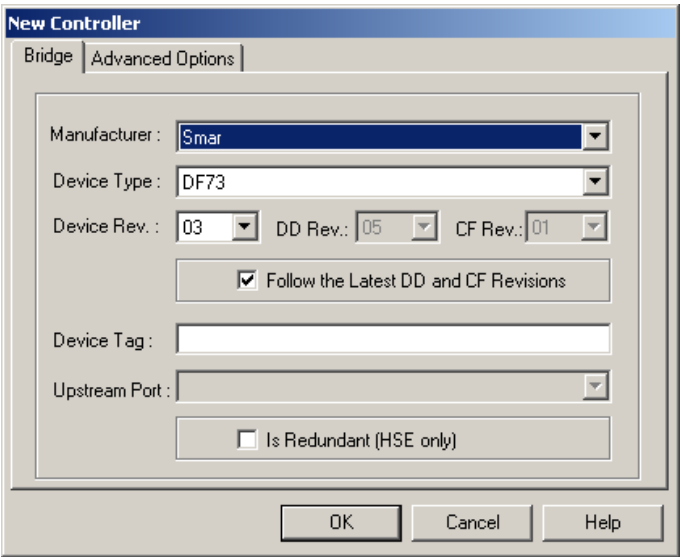 New Controller
Bridge Advanced Options
Manufacturer : Smar
Device Type : DF73
Device Rev. : 03 DD Rev.: 05 CF Rev.: 01
Follow the Latest DD and CF Revisions
Device Tag :
Upstream Port :
Is Redundant (HSE only)
OK Cancel Help